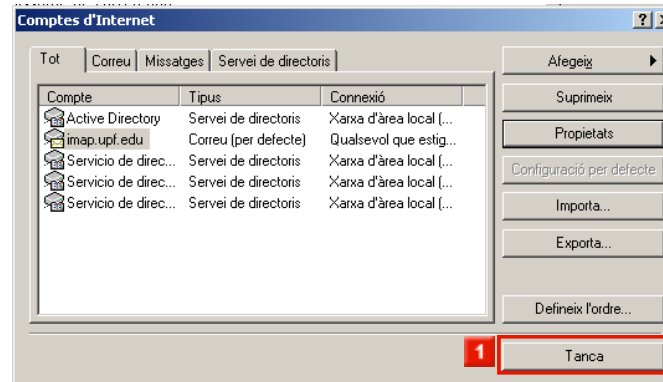 Comptes d'Internet
Tot Correu Missatges Servei de directoris
Compte Tipus Connexió
Active Directory Servei de directoris Xarxa d'àrea local (...
imap.upf.edu Correu (per defecte) Qualsevol que estig...
Servicio de direc... Servei de directoris Xarxa d'àrea local (...
Servicio de direc... Servei de directoris Xarxa d'àrea local (...
Servicio de direc... Servei de directoris Xarxa d'àrea local (...
Afegeix
Suprimeix
Propietats
Configuració per defecte
Importa...
Exporta...
Defineix l'ordre...
1 Tanca